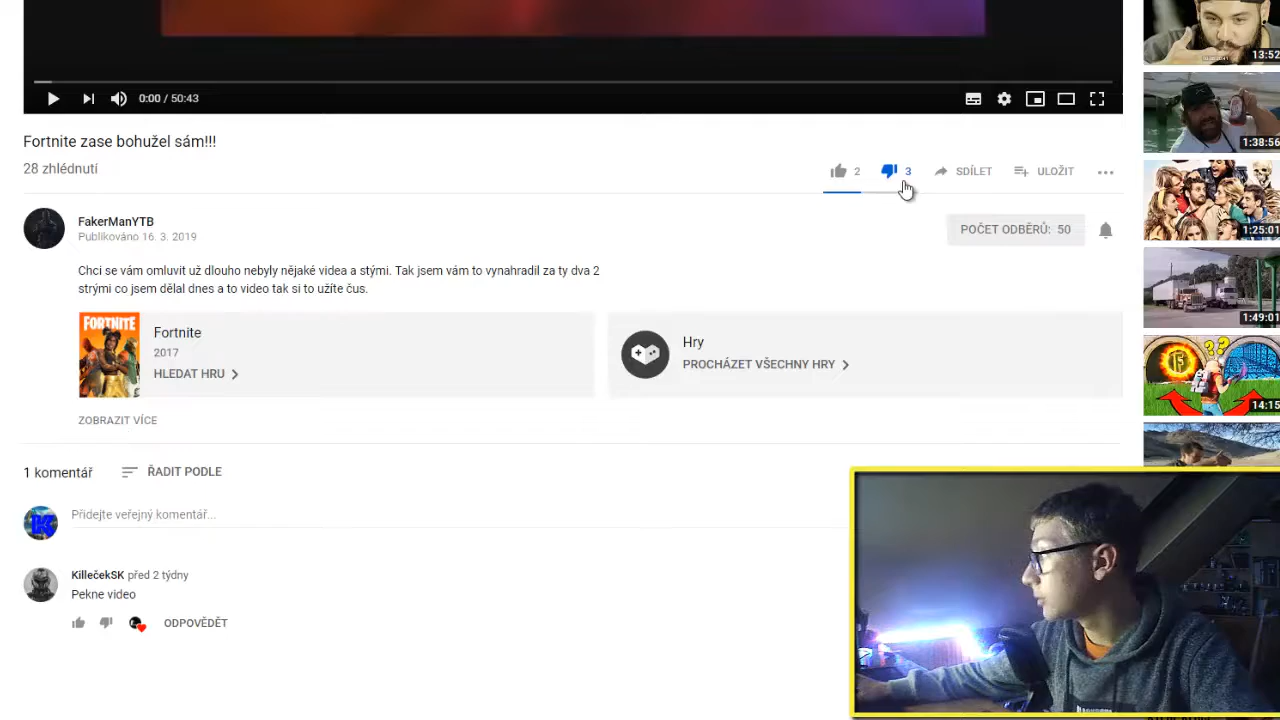 13:52
0:00 / 50:43
Fortnite zase bohužel sám!!!
28 zhlédnutí
2
3
SDÍLET
ULOŽIT
1:38:56
FakerManYTB
Publikováno 16. 3. 2019
POČET ODBĚRŮ: 50
1:25:01
Chci se vám omluvit už dlouho nebyly nějaké videa a stými. Tak jsem vám to vynahradil za ty dva 2
strými co jsem dělal dnes a to video tak si to užite čus.
1:49:01
FORTNITE
Fortnite
2017
HLEDAT HRU
Hry
PROCHÁZET VŠECHNY HRY
14:15
ZOBRAZIT VÍCE
1 komentář
ŘADIT PODLE
Přidejte veřejný komentář...
KillečekSK před 2 týdny
Pekne video
ODPOVĚDĚT